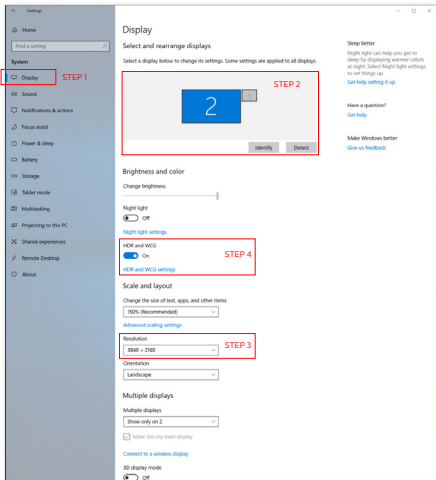 Settings
Home
Find a setting
System
Display
STEP 1
Sound
Notifications & actions
Focus assist
Power & sleep
Battery
Storage
Tablet mode
Multitasking
Projecting to this PC
Shared experiences
Remote Desktop
About
Display
Select and rearrange displays
Select a display below to change its settings. Some settings are applied to all displays.
STEP 2
2
1
Identify
Detect
Brightness and color
Change brightness
Night light
Off
Night light settings
HDR and WCG
On
STEP 4
HDR and WCG settings
Scale and layout
Change the size of text, apps, and other items
150% (Recommended)
Advanced scaling settings
Resolution
3840 × 2160
STEP 3
Orientation
Landscape
Multiple displays
Multiple displays
Show only on 2
Make this my main display
Connect to a wireless display
3D display mode
Off
Sleep better
Night light can help you get to
sleep by displaying warmer colors
at night. Select Night light settings
to set things up.
Get help setting it up
Have a question?
Get help
Make Windows better
Give us feedback